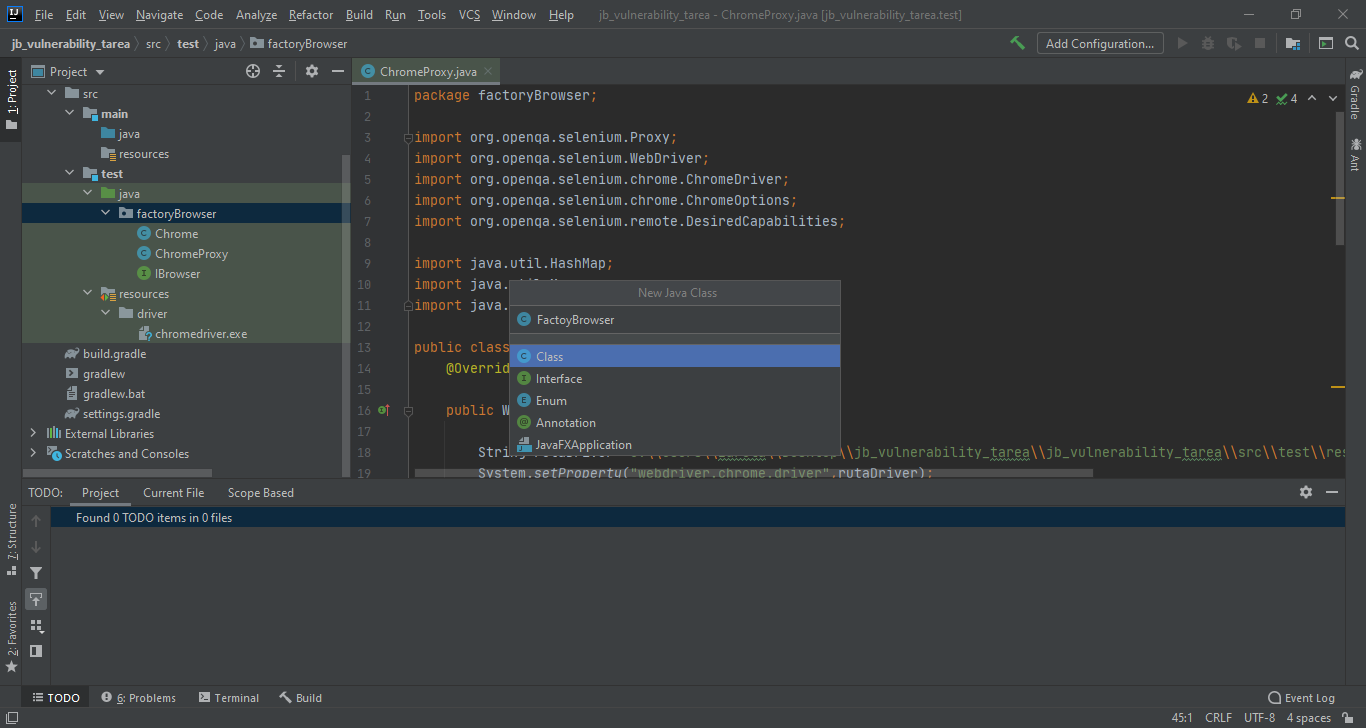 File Edit View Navigate Code Analyze Refactor Build Run Tools VCS Window Help jb_vulnerability_tarea - ChromeProxy.java [jb_vulnerability_tarea.test]
jb_vulnerability_tarea src test java factoryBrowser Add Configuration...
1: Project
Project
src
main
java
resources
test
java
factoryBrowser
Chrome
ChromeProxy
IBrowser
resources
driver
chromedriver.exe
build.gradle
gradlew
gradlew.bat
settings.gradle
External Libraries
Scratches and Consoles
ChromeProxy.java
2 4
1 package factoryBrowser;
2
3 import org.openqa.selenium.Proxy;
4 import org.openqa.selenium.WebDriver;
5 import org.openqa.selenium.chrome.ChromeDriver;
6 import org.openqa.selenium.chrome.ChromeOptions;
7 import org.openqa.selenium.remote.DesiredCapabilities;
8
9 import java.util.HashMap;
10 import java.
11 import java.
12
13 public class
14 @Overrid
15
16 public W
17
18 String \\jb_vulnerability_tarea\\jb_vulnerability_tarea\\src\\test\\res
19 System.setProperty("webdriver.chrome.driver",rutaDriver);
New Java Class
FactoyBrowser
Class
Interface
Enum
Annotation
JavaFXApplication
Gradle
Ant
TODO: Project Current File Scope Based
Found 0 TODO items in 0 files
7: Structure
2: Favorites
TODO 6: Problems Terminal Build Event Log
45:1 CRLF UTF-8 4 spaces